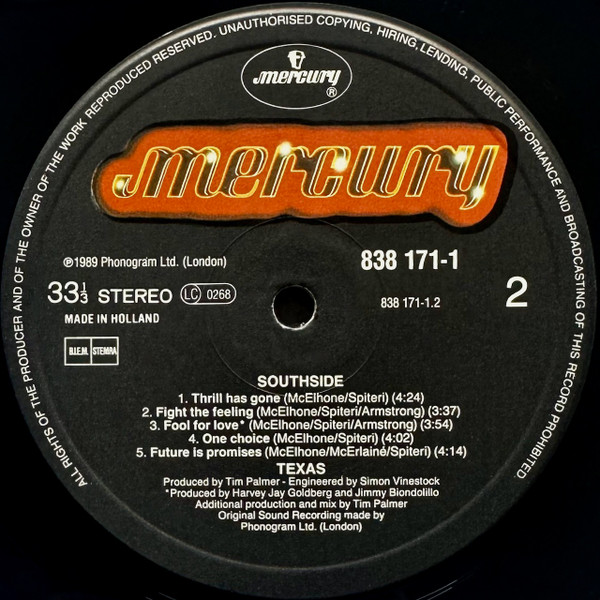 ALL RIGHTS OF THE PRODUCER AND OF THE OWNER OF THE WORK REPRODUCED RESERVED. UNAUTHORISED COPYING, HIRING, LENDING, PUBLIC PERFORMANCE AND BROADCASTING OF THIS RECORD PROHIBITED.
mercury
®
mercury
℗1989 Phonogram Ltd. (London)
838 171-1
33⅓ STEREO LC 0268
838 171-1.2
2
MADE IN HOLLAND
B.I.E.M. STEMRA
SOUTHSIDE
1. Thrill has gone (McElhone/Spiteri) (4:24)
2. Fight the feeling (McElhone/Spiteri/Armstrong) (3:37)
3. Fool for love* (McElhone/Spiteri/Armstrong) (3:54)
4. One choice (McElhone/Spiteri) (4:02)
5. Future is promises (McElhone/McErlainé/Spiteri) (4:14)
TEXAS
Produced by Tim Palmer - Engineered by Simon Vinestock
*Produced by Harvey Jay Goldberg and Jimmy Biondolillo
Additional production and mix by Tim Palmer
Original Sound Recording made by
Phonogram Ltd. (London)